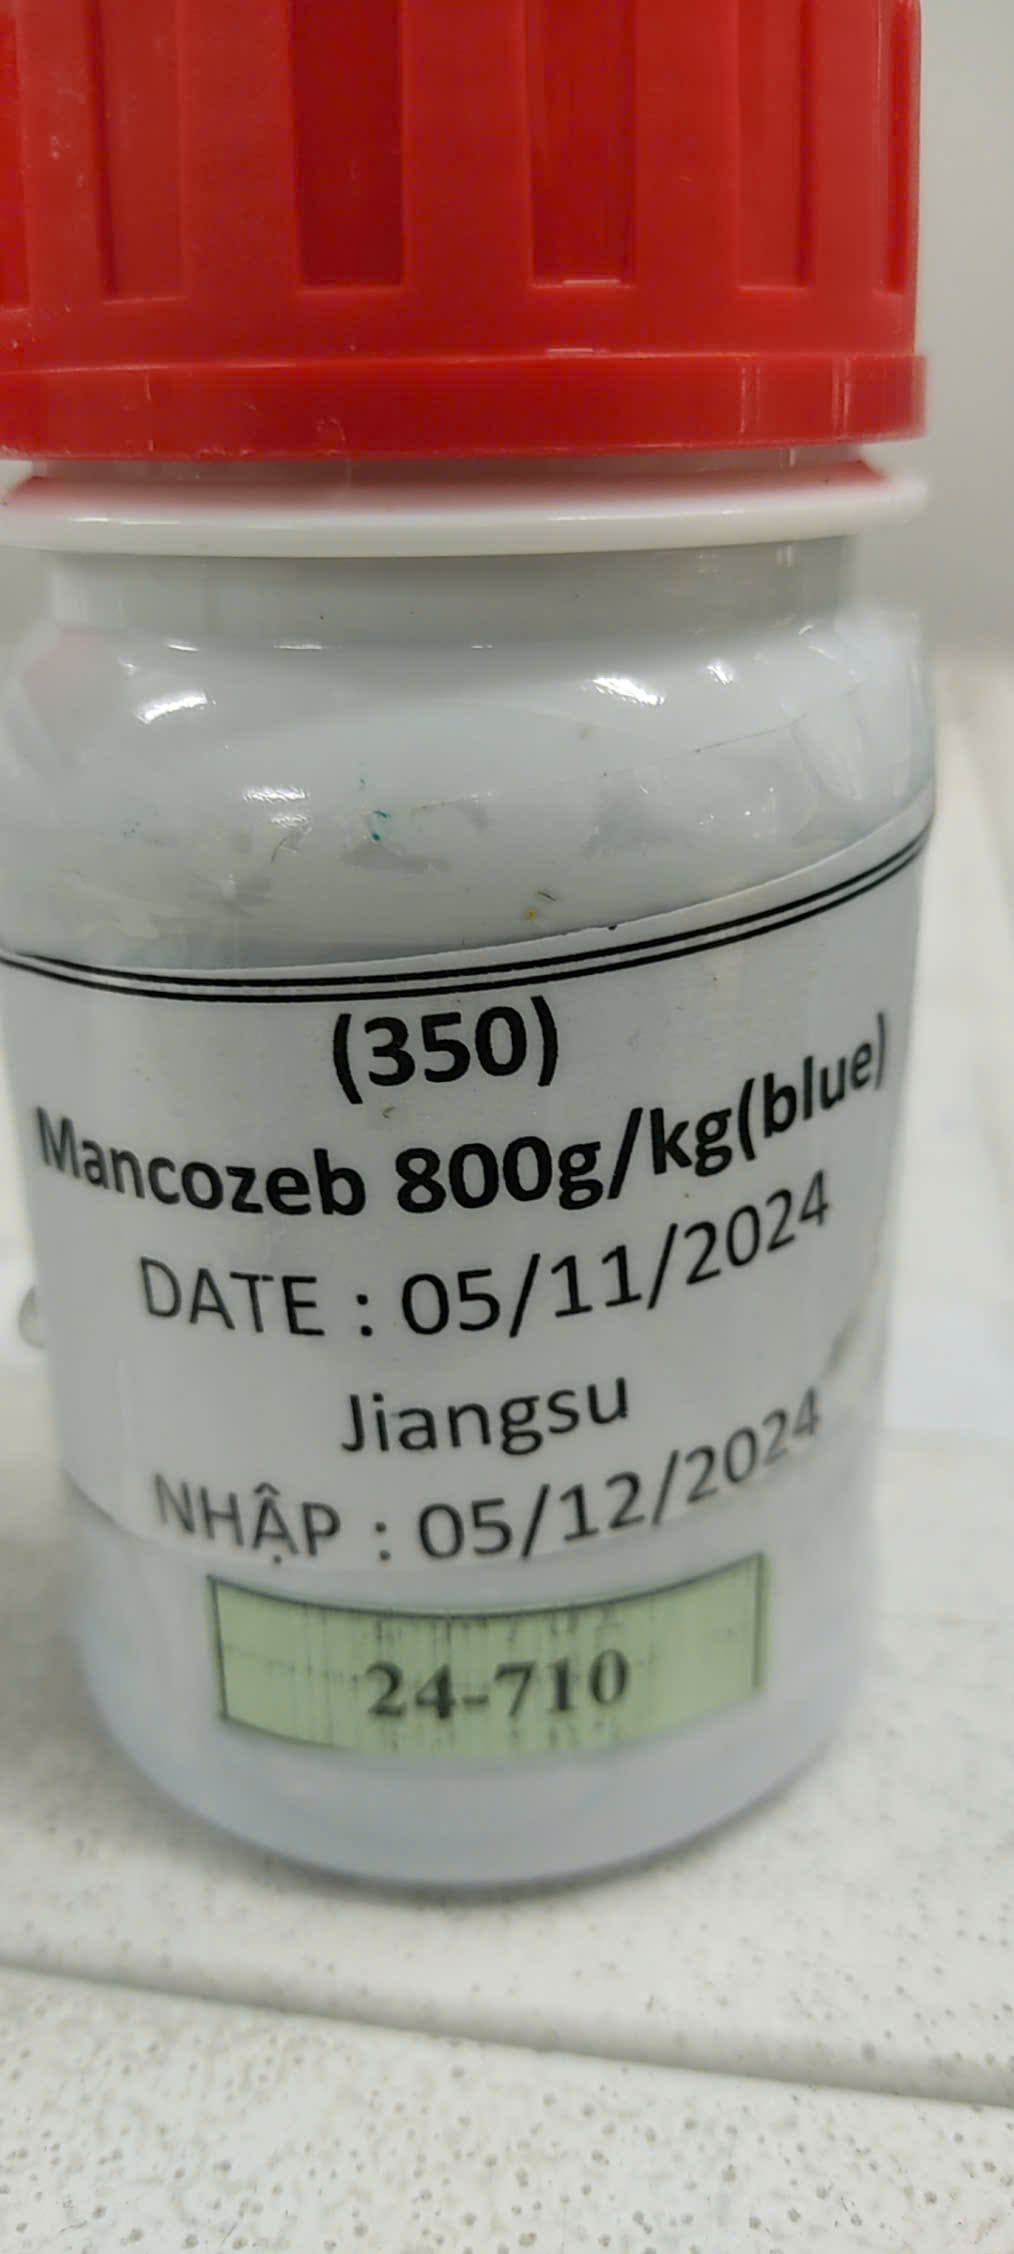 (350)
Mancozeb 800g/kg(blue)
DATE : 05/11/2024
Jiangsu
NHẬP : 05/12/2024
24-710